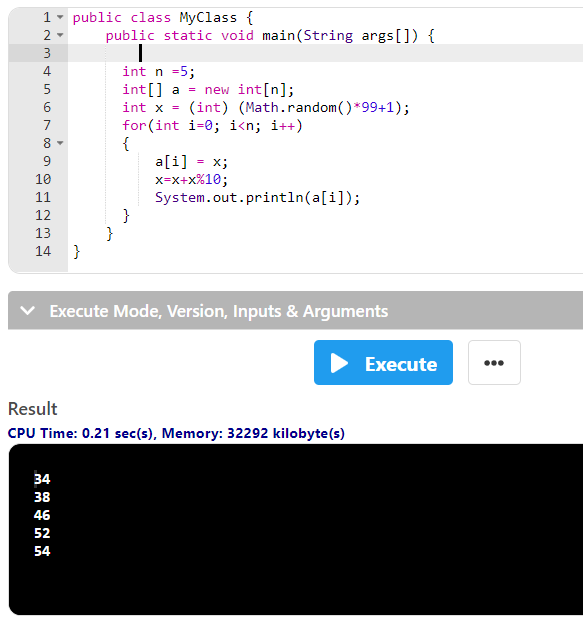 1 public class MyClass {
2 public static void main(String args[]) {
3
4 int n =5;
5 int[] a = new int[n];
6 int x = (int) (Math.random()*99+1);
7 for(int i=0; i<n; i++)
8 {
9 a[i] = x;
10 x=x+x%10;
11 System.out.println(a[i]);
12 }
13 }
14 }
Execute Mode, Version, Inputs & Arguments
Execute
•••
Result
CPU Time: 0.21 sec(s), Memory: 32292 kilobyte(s)
34
38
46
52
54